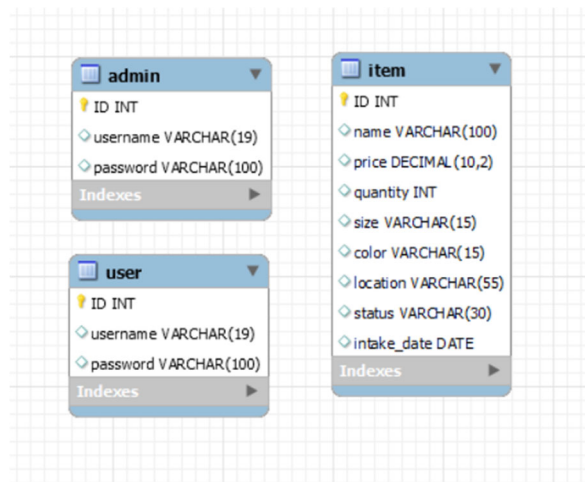 admin
ID INT
username VARCHAR(19)
password VARCHAR(100)
Indexes
user
ID INT
username VARCHAR(19)
password VARCHAR(100)
Indexes
item
ID INT
name VARCHAR(100)
price DECIMAL(10,2)
quantity INT
size VARCHAR(15)
color VARCHAR(15)
location VARCHAR(55)
status VARCHAR(30)
intake_date DATE
Indexes